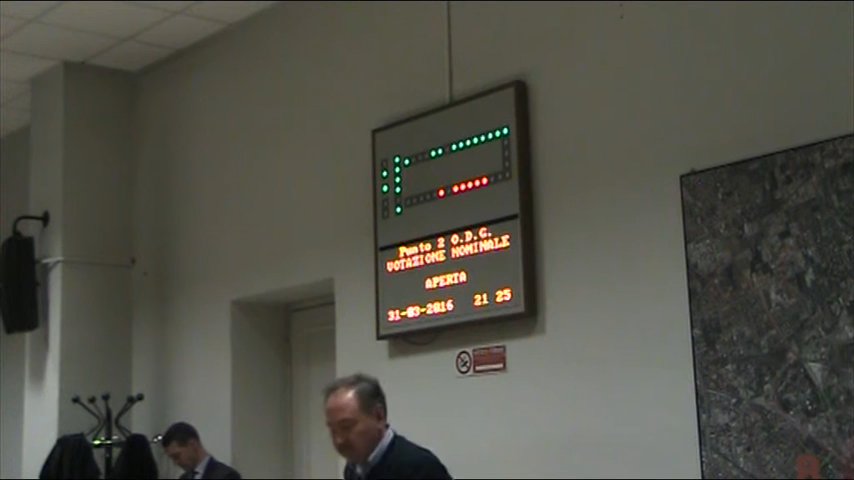 Punto 2 O.D.G.
VOTAZIONE NOMINALE
APERTA
31-03-2016 21 25